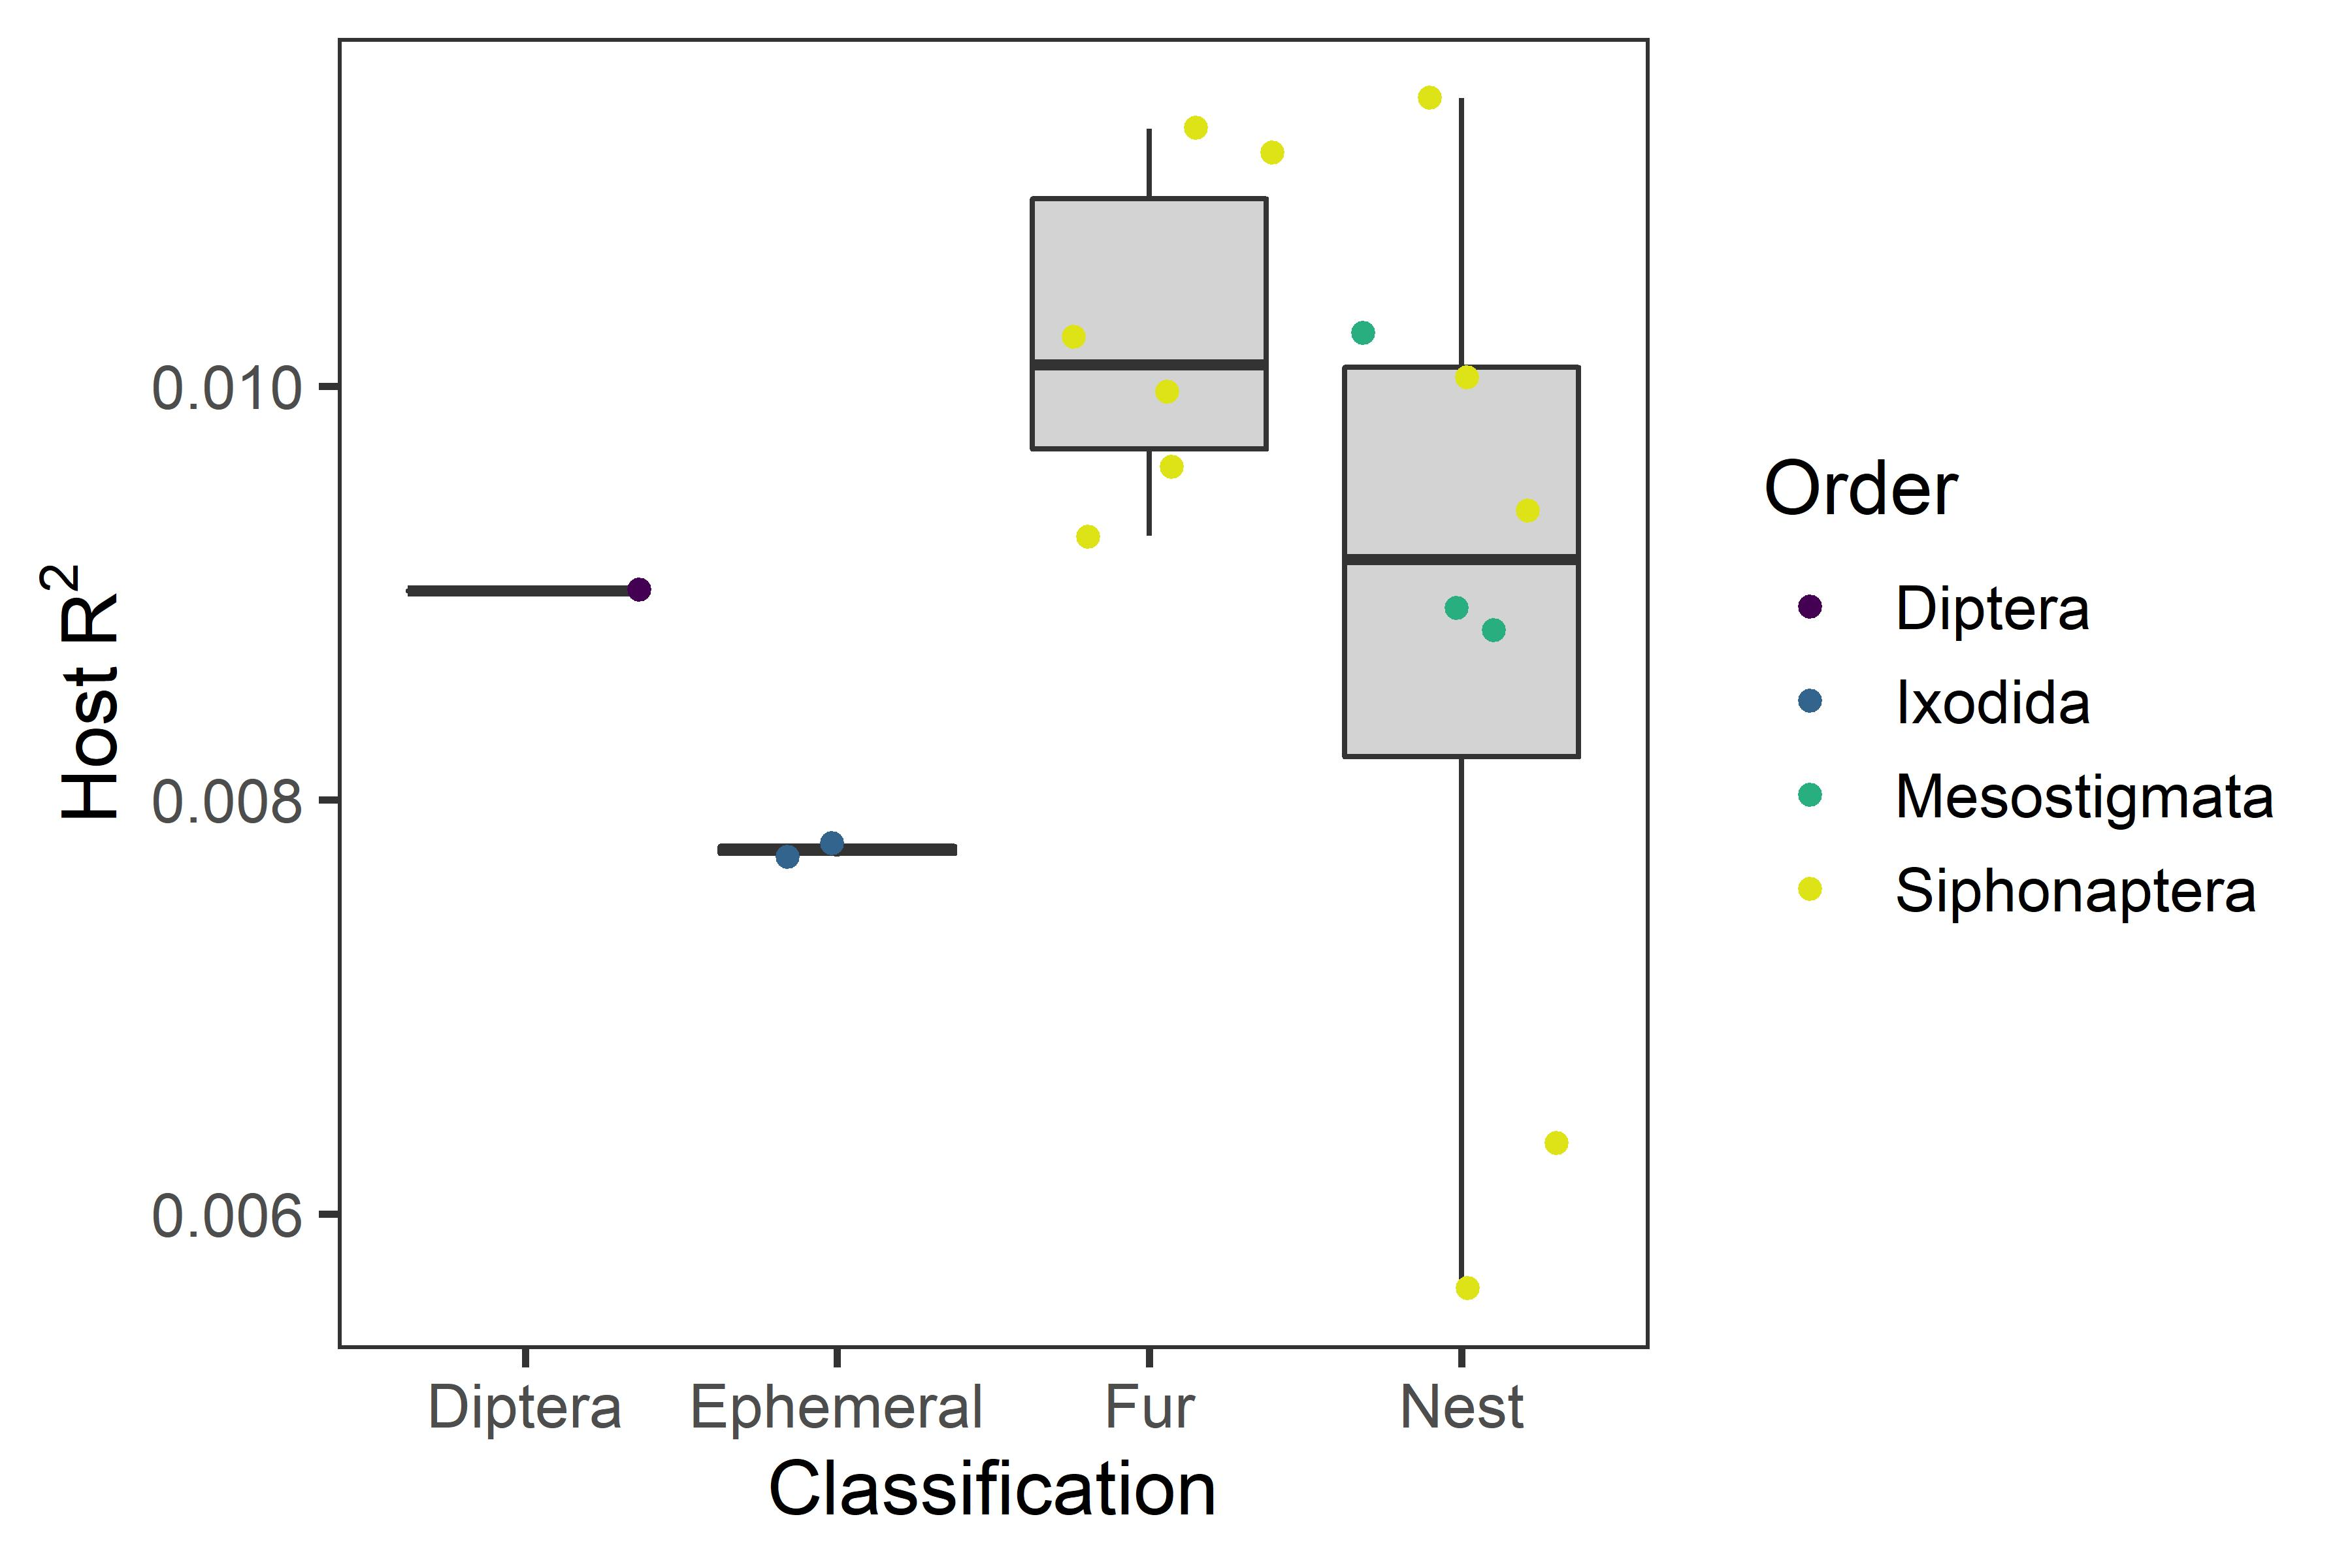 Host R²
0.010
0.008
0.006
Diptera Ephemeral Fur Nest
Classification
Order
Diptera
Ixodida
Mesostigmata
Siphonaptera